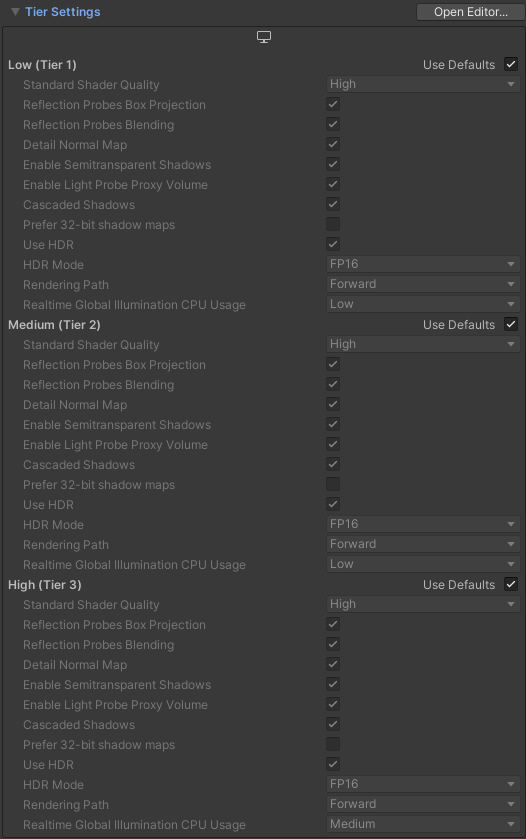 Tier Settings Open Editor...
Low (Tier 1) Use Defaults
Standard Shader Quality High
Reflection Probes Box Projection
Reflection Probes Blending
Detail Normal Map
Enable Semitransparent Shadows
Enable Light Probe Proxy Volume
Cascaded Shadows
Prefer 32-bit shadow maps
Use HDR
HDR Mode FP16
Rendering Path Forward
Realtime Global Illumination CPU Usage Low
Medium (Tier 2) Use Defaults
Standard Shader Quality High
Reflection Probes Box Projection
Reflection Probes Blending
Detail Normal Map
Enable Semitransparent Shadows
Enable Light Probe Proxy Volume
Cascaded Shadows
Prefer 32-bit shadow maps
Use HDR
HDR Mode FP16
Rendering Path Forward
Realtime Global Illumination CPU Usage Low
High (Tier 3) Use Defaults
Standard Shader Quality High
Reflection Probes Box Projection
Reflection Probes Blending
Detail Normal Map
Enable Semitransparent Shadows
Enable Light Probe Proxy Volume
Cascaded Shadows
Prefer 32-bit shadow maps
Use HDR
HDR Mode FP16
Rendering Path Forward
Realtime Global Illumination CPU Usage Medium